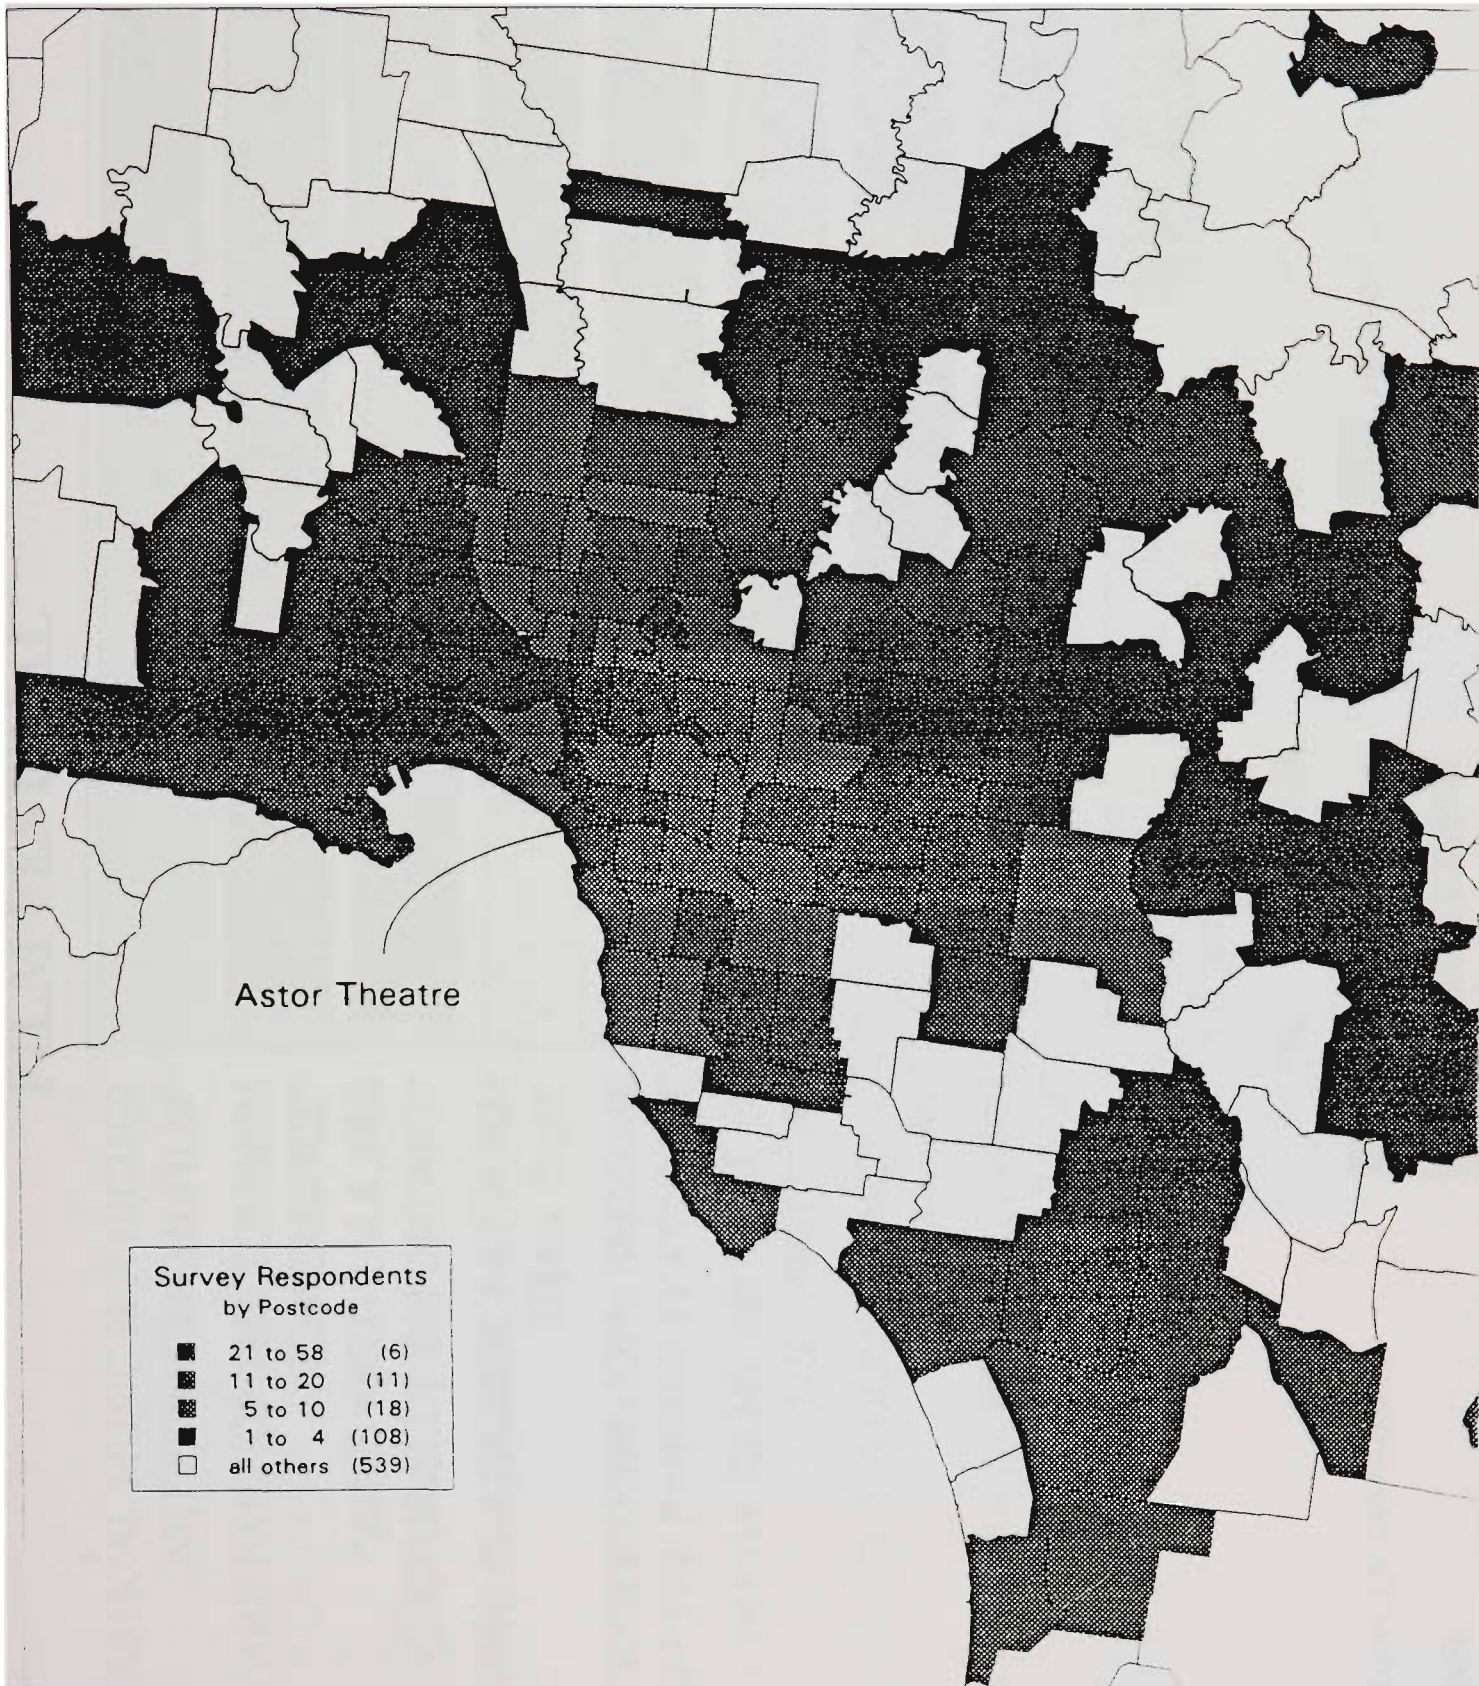 Astor Theatre
Survey Respondents
by Postcode
21 to 58 (6)
11 to 20 (11)
5 to 10 (18)
1 to 4 (108)
all others (539)